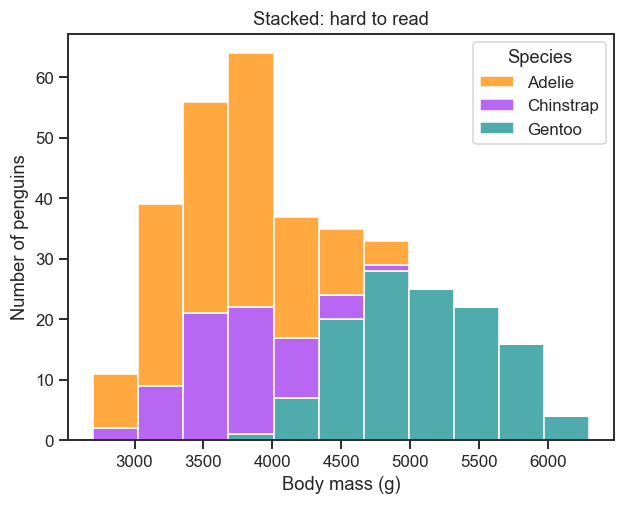 Stacked: hard to read
Species
Adelie
Chinstrap
Gentoo
Number of penguins
60
50
40
30
20
10
0
3000 3500 4000 4500 5000 5500 6000
Body mass (g)